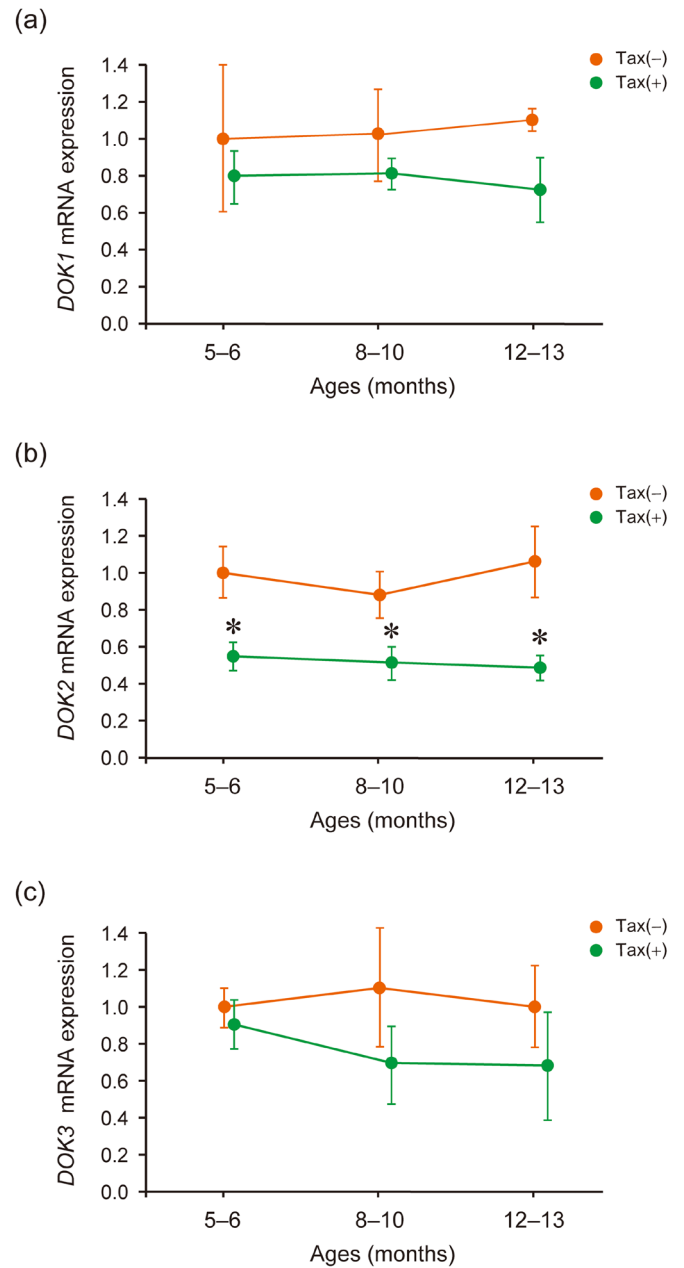 (a)
Tax(−)
Tax(+)
DOK1 mRNA expression
1.4
1.2
1.0
0.8
0.6
0.4
0.2
0.0
5–6
8–10
12–13
Ages (months)
(b)
Tax(−)
Tax(+)
DOK2 mRNA expression
1.4
1.2
1.0
0.8
0.6
0.4
0.2
0.0
*
*
*
5–6
8–10
12–13
Ages (months)
(c)
Tax(−)
Tax(+)
DOK3 mRNA expression
1.4
1.2
1.0
0.8
0.6
0.4
0.2
0.0
5–6
8–10
12–13
Ages (months)